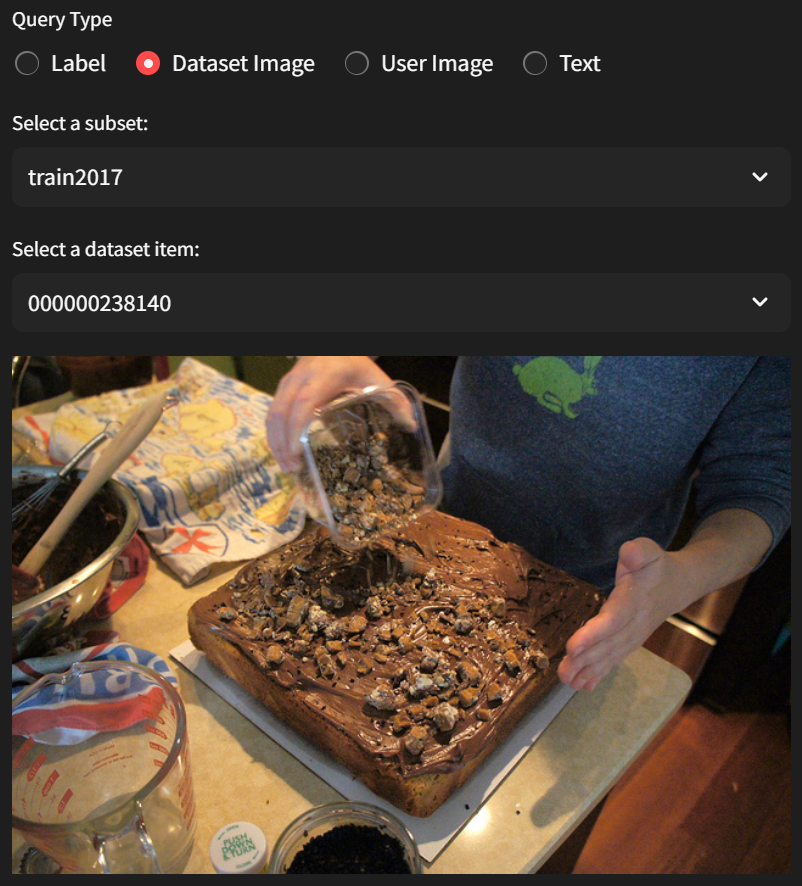 Query Type
Label Dataset Image User Image Text
Select a subset:
train2017
Select a dataset item:
000000238140
PUSH
DOWN
& TURN